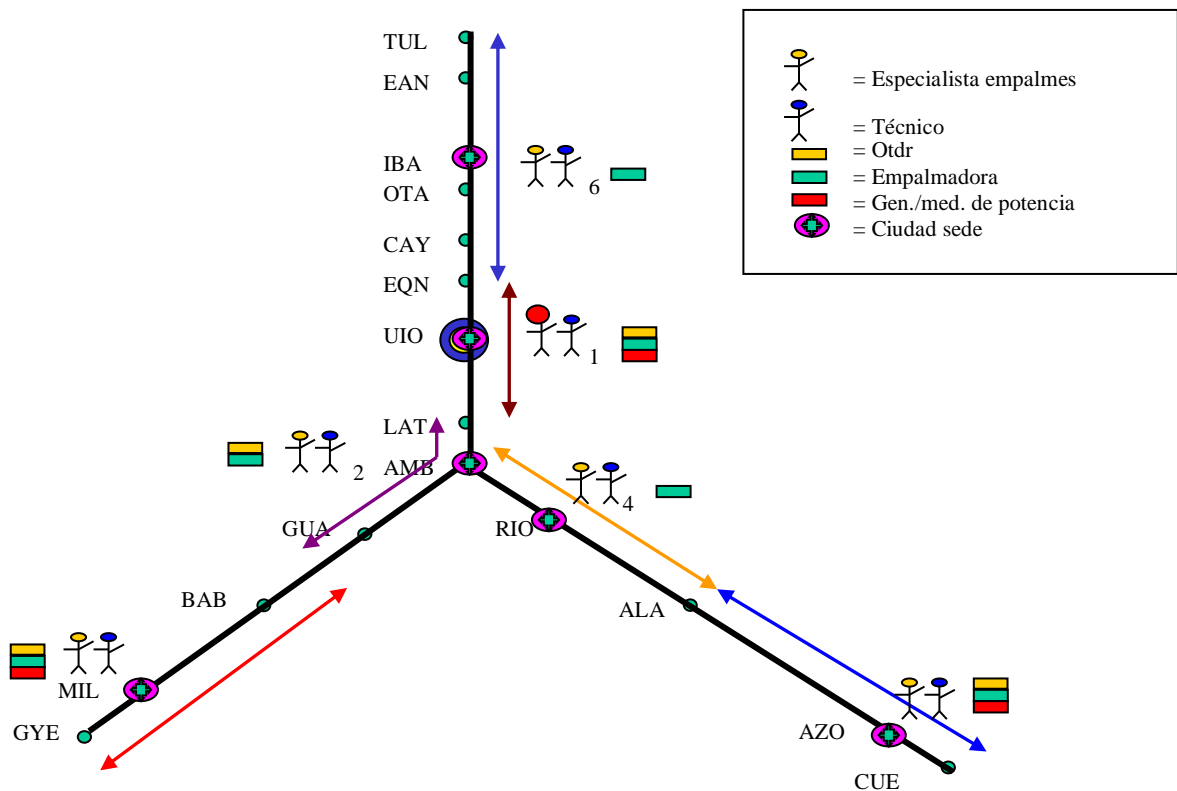 TUL
EAN
IBA
6
OTA
CAY
EQN
UIO
1
LAT
2
AMB
4
GUA
RIO
BAB
ALA
MIL
GYE
AZO
CUE
= Especialista empalmes
= Técnico
= Otdr
= Empalmadora
= Gen./med. de potencia
= Ciudad sede